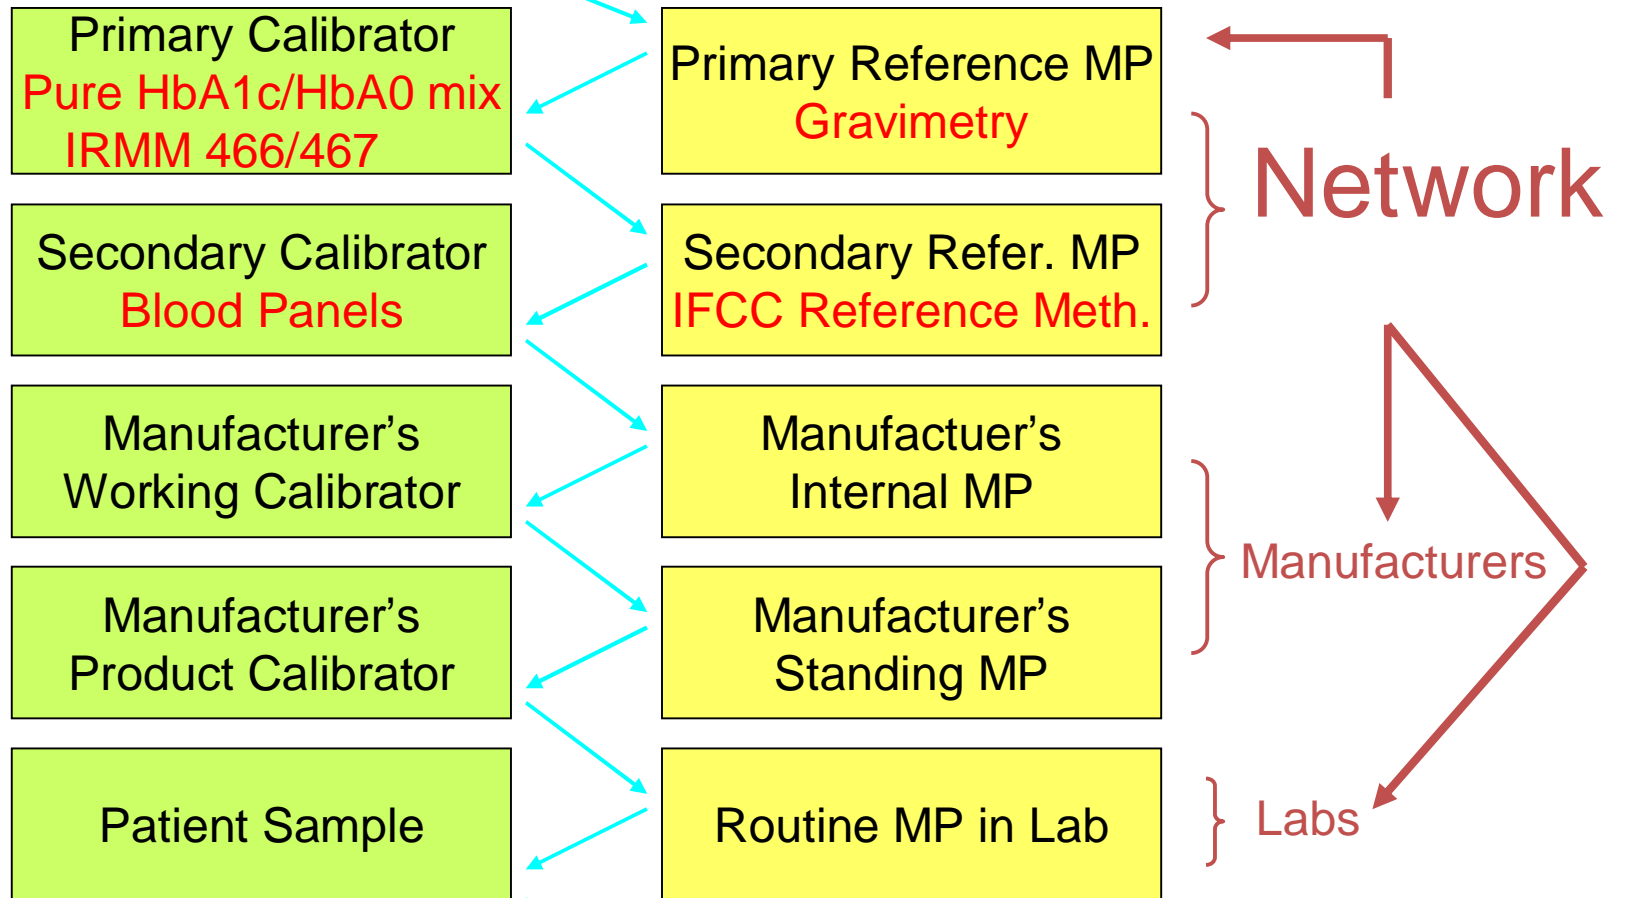 Primary Calibrator
Pure HbA1c/HbA0 mix
IRMM 466/467
Primary Reference MP
Gravimetry
Network
Secondary Calibrator
Blood Panels
Secondary Refer. MP
IFCC Reference Meth.
Manufacturer’s
Working Calibrator
Manufactuer’s
Internal MP
Manufacturers
Manufacturer’s
Product Calibrator
Manufacturer’s
Standing MP
Patient Sample
Routine MP in Lab
Labs